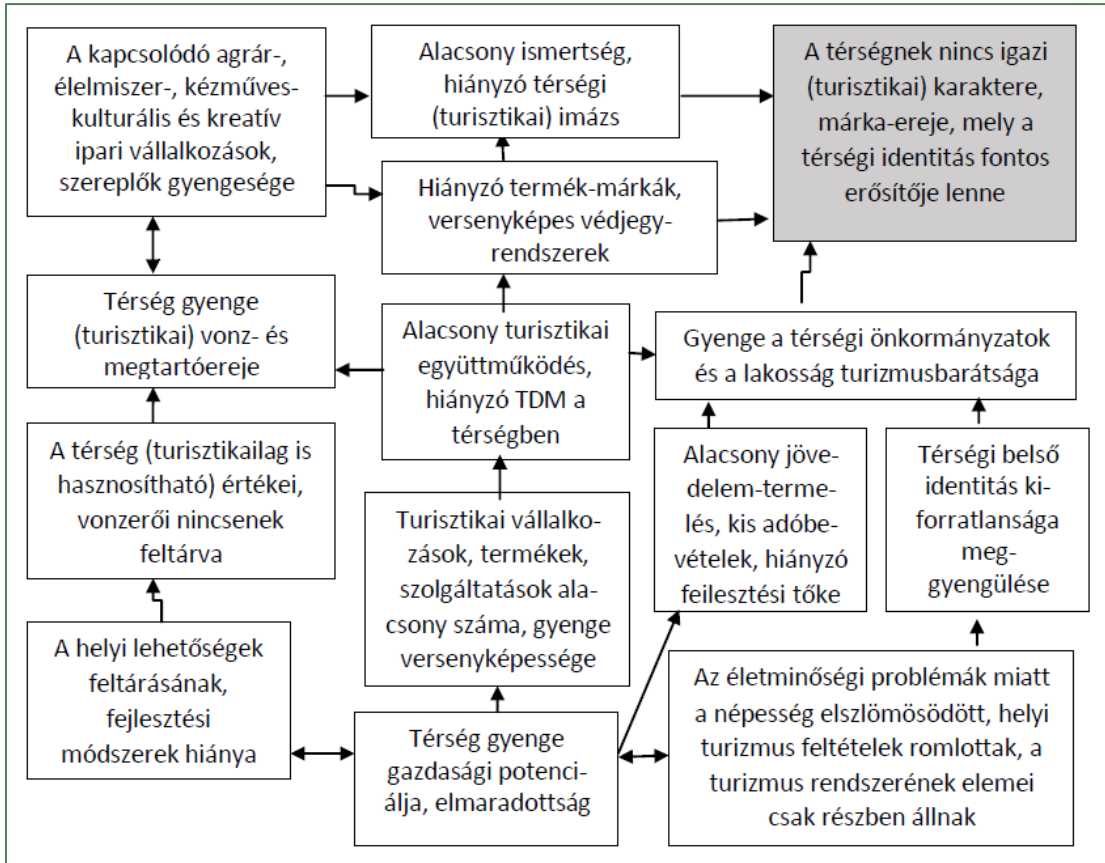 A kapcsolódó agrár-,
élelmiszer-, kézműves-
kulturális és kreatív
ipari vállalkozások,
szereplők gyengesége
Alacsony ismertség,
hiányzó térségi
(turisztikai) imázs
A térségnek nincs igazi
(turisztikai) karaktere,
márka-ereje, mely a
térségi identitás fontos
erősítője lenne
Hiányzó termék-márkák,
versenyképes védjegy-
rendszerek
Térség gyenge
(turisztikai) vonz- és
megtartóereje
Alacsony turisztikai
együttműködés,
hiányzó TDM a
térségben
Gyenge a térségi önkormányzatok
és a lakosság turizmusbarátsága
A térség (turisztikailag is
hasznosítható) értékei,
vonzerői nincsenek
feltárva
Turisztikai vállalko-
zások, termékek,
szolgáltatások ala-
csony száma, gyenge
versenyképessége
Alacsony jöve-
delem-terme-
lés, kis adóbe-
vételek, hiányzó
feilesztési tőke
Térségi belső
identitás ki-
forratlansága
meg-
gyengülése
A helyi lehetőségek
feltárásának,
fejlesztési
módszerek hiánya
Térség gyenge
gazdasági potenci-
álja, elmaradottság
Az életminőségi problémák miatt
a népesség elszlömösödött, helyi
turizmus feltételek romlottak, a
turizmus rendszerének elemei
csak részben állnak